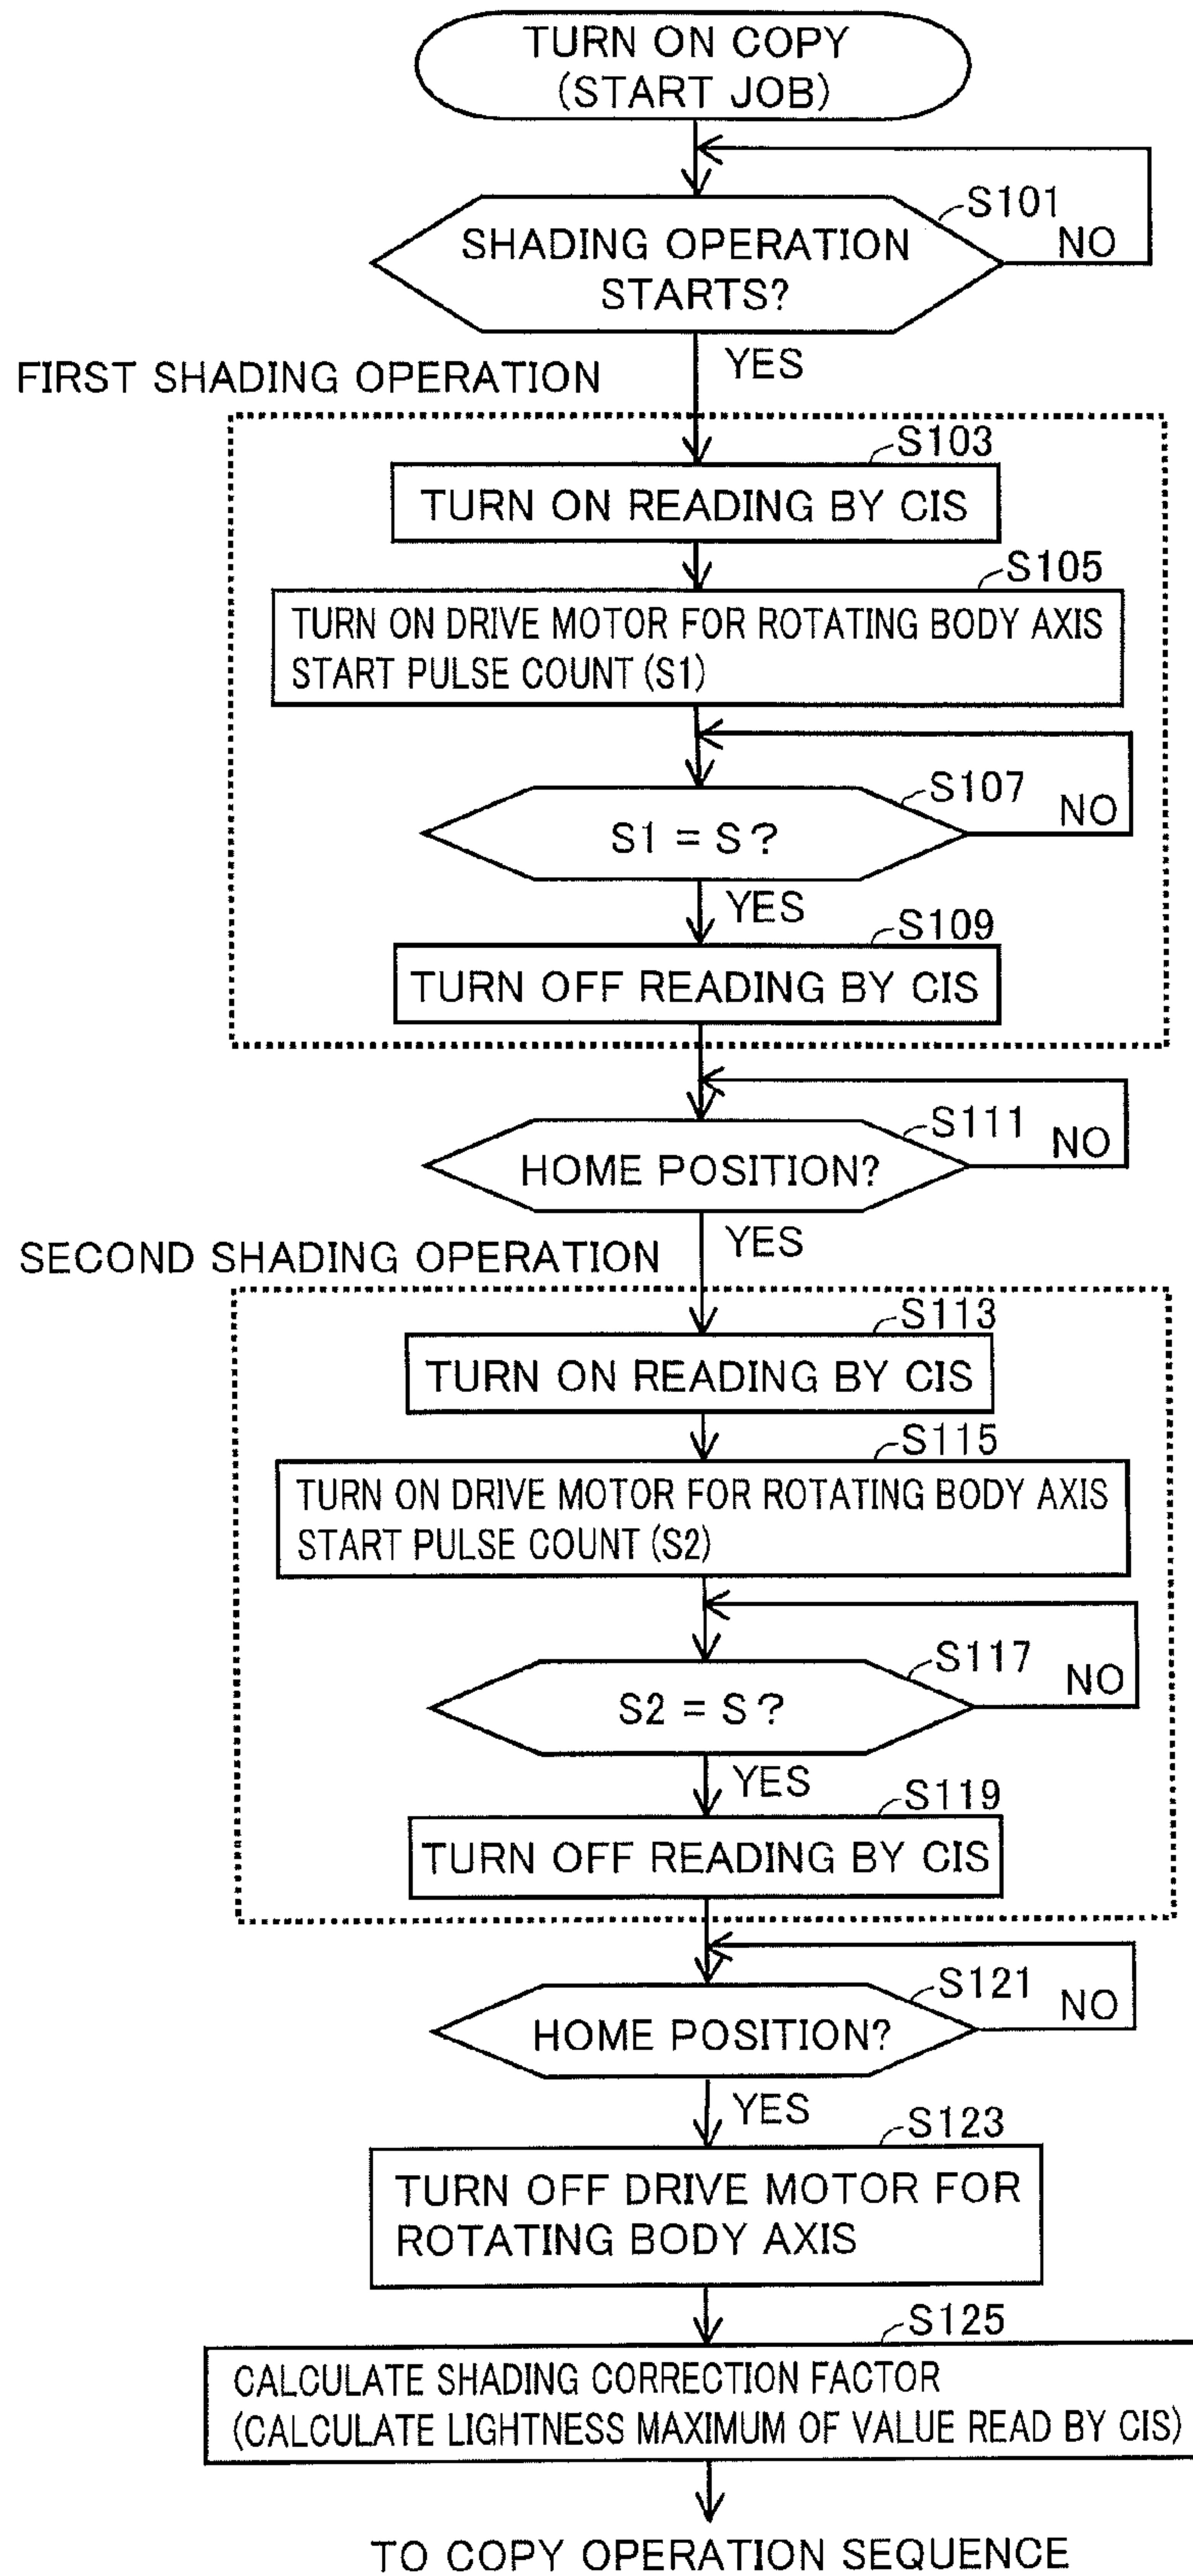 TURN ON COPY
(START JOB)
S101
SHADING OPERATION
STARTS?
NO
YES
FIRST SHADING OPERATION
S103
TURN ON READING BY CIS
S105
TURN ON DRIVE MOTOR FOR ROTATING BODY AXIS
START PULSE COUNT (S1)
S107
S1 = S?
NO
YES
S109
TURN OFF READING BY CIS
S111
HOME POSITION?
NO
YES
SECOND SHADING OPERATION
S113
TURN ON READING BY CIS
S115
TURN ON DRIVE MOTOR FOR ROTATING BODY AXIS
START PULSE COUNT (S2)
S117
S2 = S?
NO
YES
S119
TURN OFF READING BY CIS
S121
HOME POSITION?
NO
YES
S123
TURN OFF DRIVE MOTOR FOR
ROTATING BODY AXIS
S125
CALCULATE SHADING CORRECTION FACTOR
(CALCULATE LIGHTNESS MAXIMUM OF VALUE READ BY CIS)
TO COPY OPERATION SEQUENCE